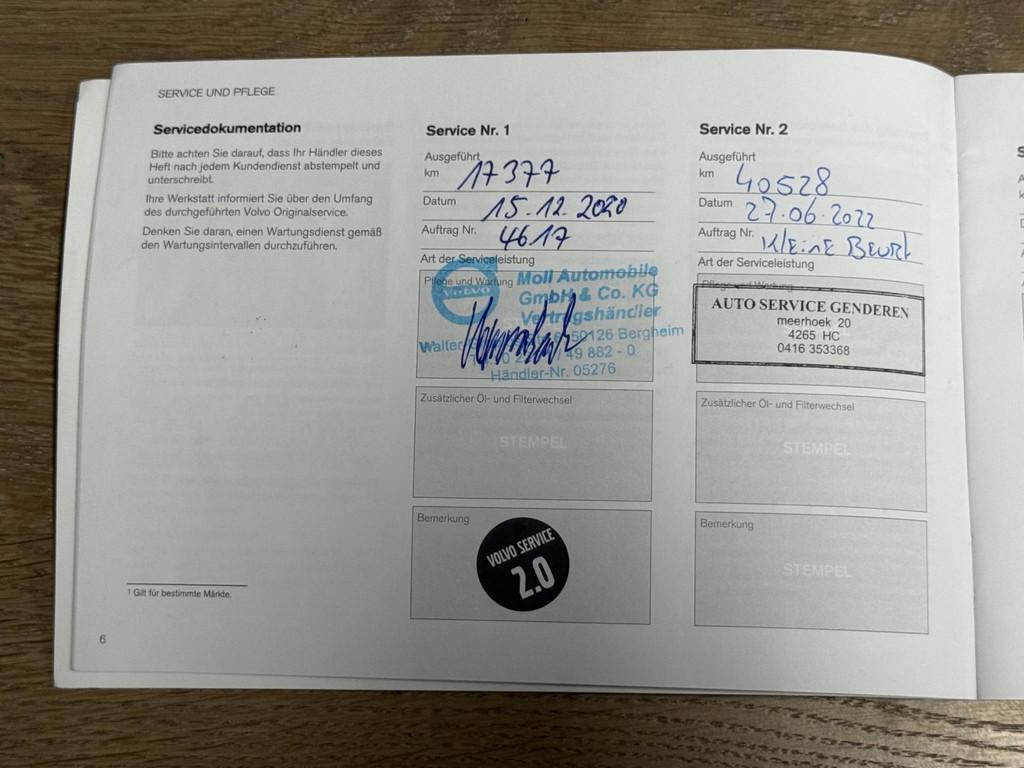 SERVICE UND PFLEGE
Servicedokumentation
Bitte achten Sie darauf, dass Ihr Händler dieses
Heft nach jedem Kundendienst abstempelt und
unterschreibt.
Ihre Werkstatt informiert Sie über den Umfang
des durchgeführten Volvo Originalservice.
Denken Sie daran, einen Wartungsdienst gemäß
den Wartungsintervallen durchzuführen.
1 Gilt für bestimmte Märkte.
6
Service Nr. 1
Ausgeführt
km 17377
Datum 15.12.2020
Auftrag Nr. 4617
Art der Serviceleistung
Pflege und Wartung
VOLVO
Moll Automobile
GmbH & Co. KG
Vertragshändler
Walter 50126 Bergheim
49 882 - 0
Händler-Nr. 05276
Zusätzlicher Öl- und Filterwechsel
STEMPEL
Bemerkung
VOLVO SERVICE
2.0
Service Nr. 2
Ausgeführt
km 40528
Datum 27.06.2022
Auftrag Nr. KlEinE BEURt
Art der Serviceleistung
Pflege und Wartung
AUTO SERVICE GENDEREN
meerhoek 20
4265 HC
0416 353368
Zusätzlicher Öl- und Filterwechsel
STEMPEL
Bemerkung
STEMPEL